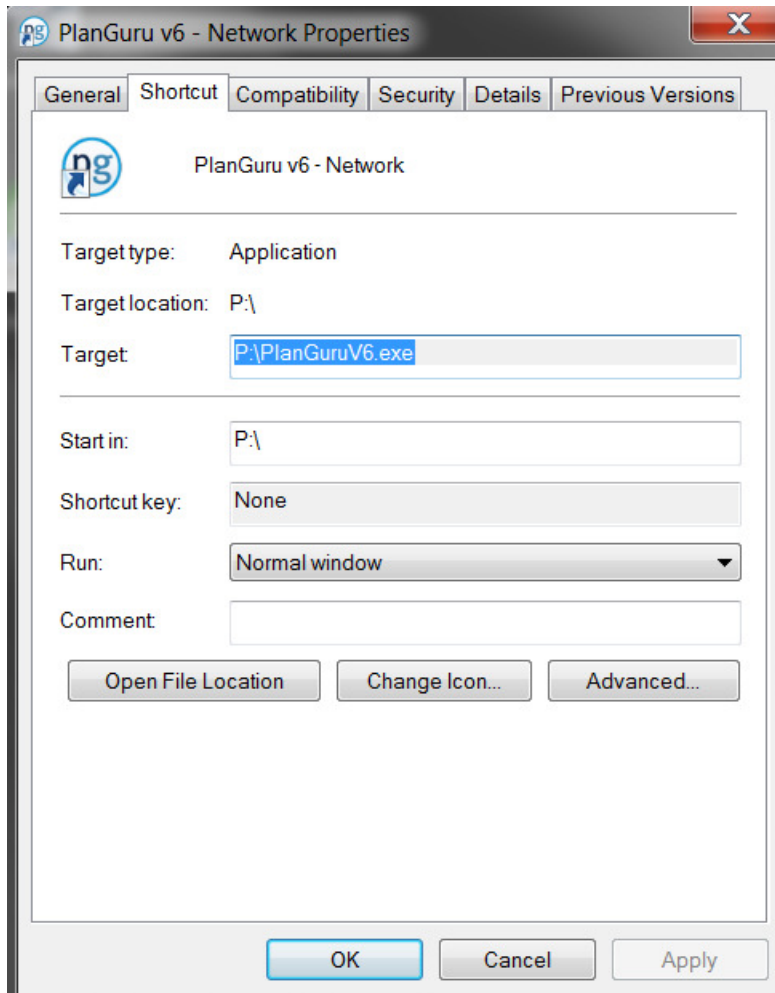 PlanGuru v6 - Network Properties
General Shortcut Compatibility Security Details Previous Versions
pg PlanGuru v6 - Network
Target type: Application
Target location: P:\
Target: P:\PlanGuruV6.exe
Start in: P:\
Shortcut key: None
Run: Normal window
Comment:
Open File Location Change Icon... Advanced...
OK Cancel Apply